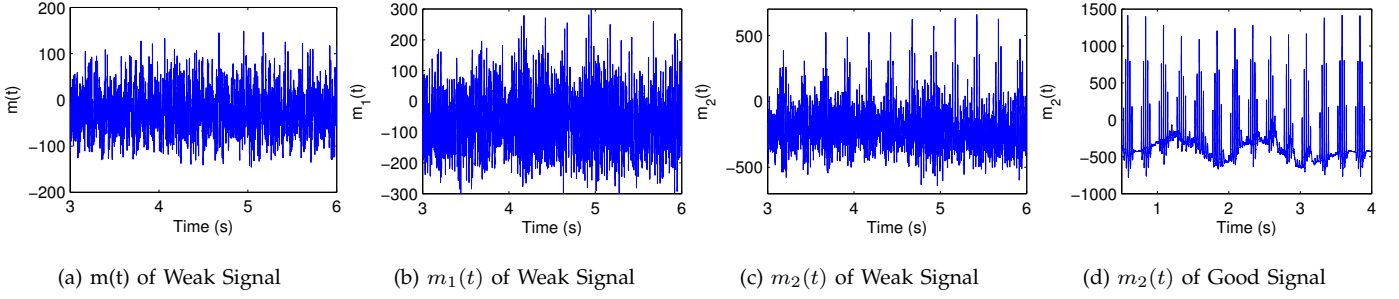 200
100
0
−100
−200
m(t)
3 4 5 6
Time (s)
(a) m(t) of Weak Signal
300
200
100
0
−100
−200
−300
m1(t)
3 4 5 6
Time (s)
(b) m1(t) of Weak Signal
500
0
−500
m2(t)
3 4 5 6
Time (s)
(c) m2(t) of Weak Signal
1500
1000
500
0
−500
−1000
m2(t)
1 2 3 4
Time (s)
(d) m2(t) of Good Signal